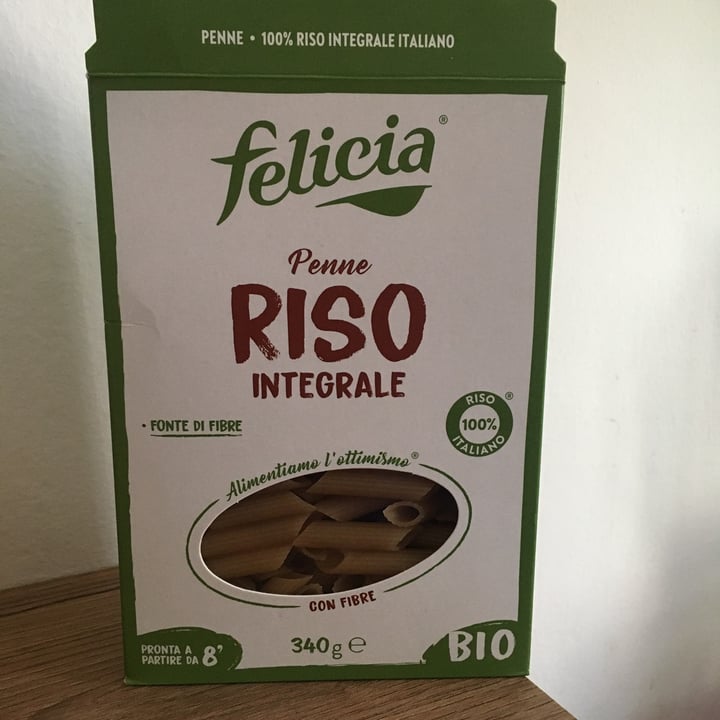 PENNE • 100% RISO INTEGRALE ITALIANO
felicia®
Penne
RISO
INTEGRALE
• FONTE DI FIBRE
RISO ®
100%
ITALIANO
Alimentiamo l'ottimismo®
CON FIBRE
PRONTA A
PARTIRE DA 8'
340g ℮
BIO